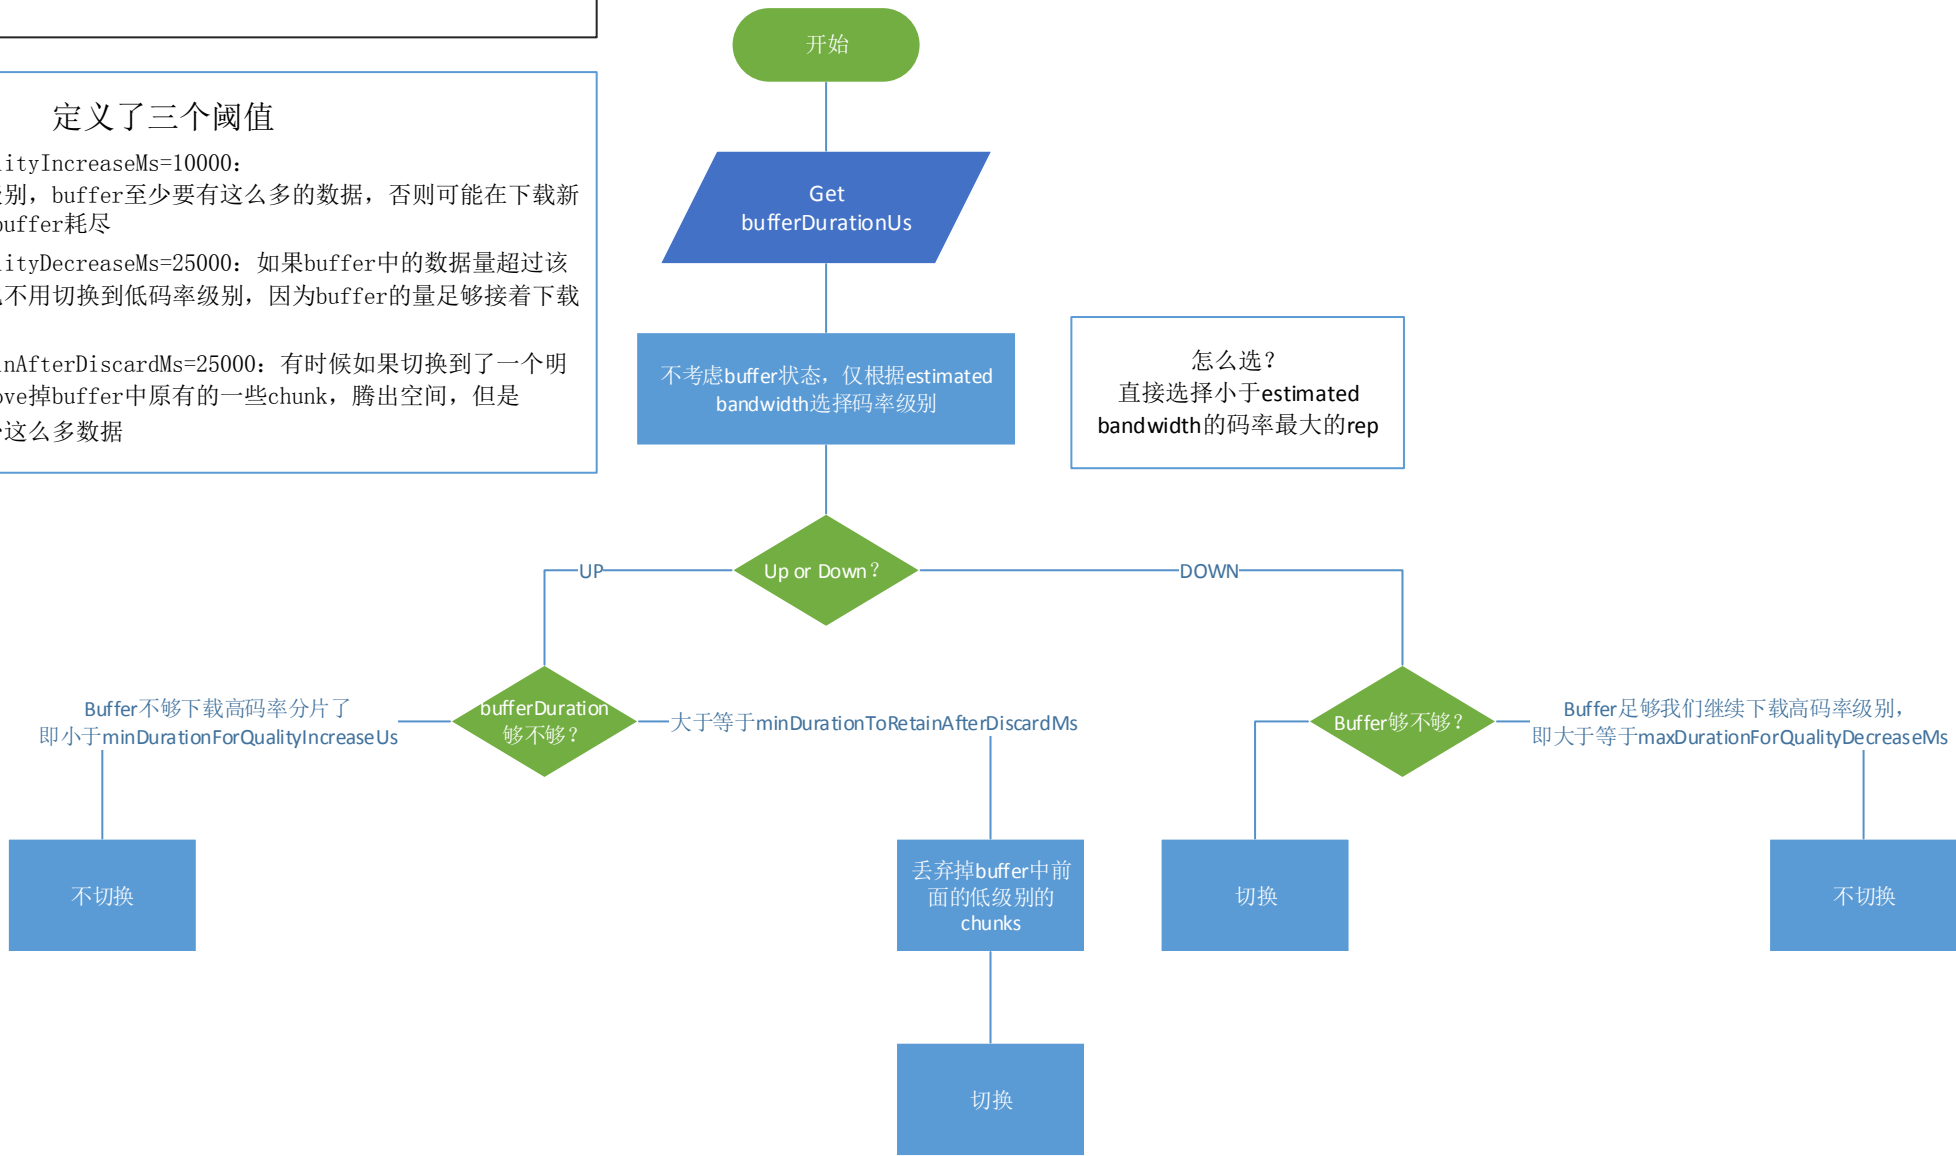 开始
定义了三个阈值
lityIncreaseMs=10000:
别，buffer至少要有这么多的数据，否则可能在下载新
buffer耗尽
lityDecreaseMs=25000：如果buffer中的数据量超过该
不用切换到低码率级别，因为buffer的量足够接着下载
inAfterDiscardMs=25000：有时候如果切换到了一个明
ove掉buffer中原有的一些chunk，腾出空间，但是
这么多数据
Get
bufferDurationUs
不考虑buffer状态，仅根据estimated
bandwidth选择码率级别
怎么选？
直接选择小于estimated
bandwidth的码率最大的rep
Up or Down？
UP
DOWN
Buffer不够下载高码率分片了
即小于minDurationForQualityIncreaseUs
bufferDuration
够不够？
大于等于minDurationToRetainAfterDiscardMs
Buffer够不够？
Buffer足够我们继续下载高码率级别，
即大于等于maxDurationForQualityDecreaseMs
不切换
丢弃掉buffer中前
面的低级别的
chunks
切换
不切换
切换